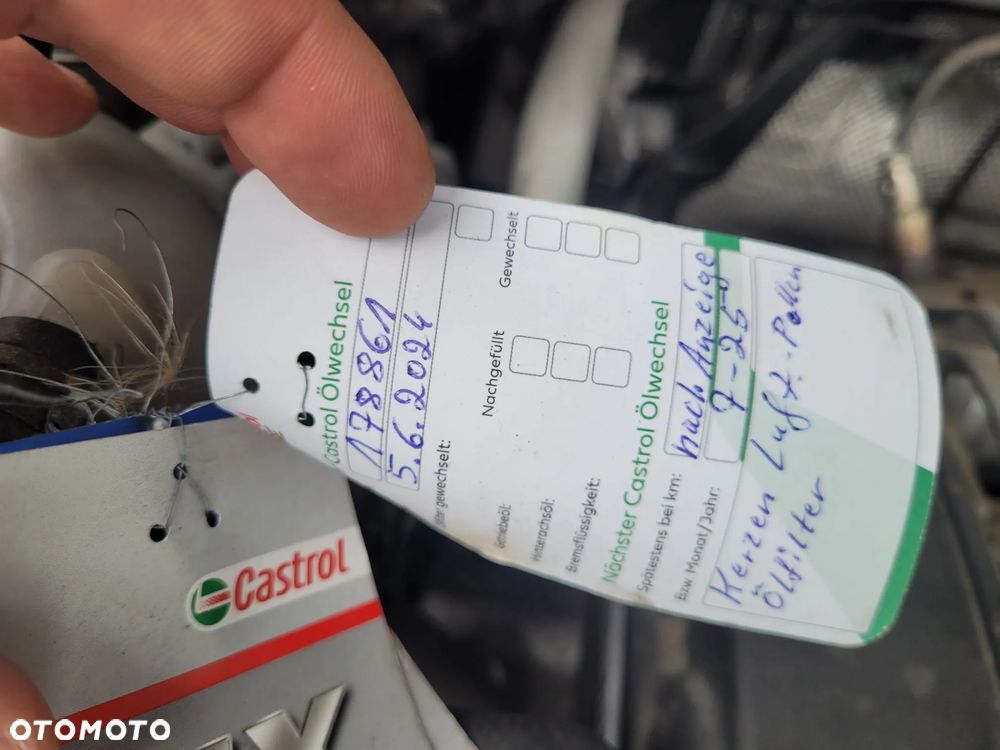 Castrol Ölwechsel
178861
5.6.2024
gewechselt:
Nachgefüllt
Gewechselt
Getriebeöl:
Hinterachsöl:
Bremsflüssigkeit:
Nächster Castrol Ölwechsel
Spätestens bei km: nach Anzeige
Bzw. Monat/Jahr: 7-25
Kerzen Luft.-Pollen
Ölfilter
Castrol
OTOMOTO